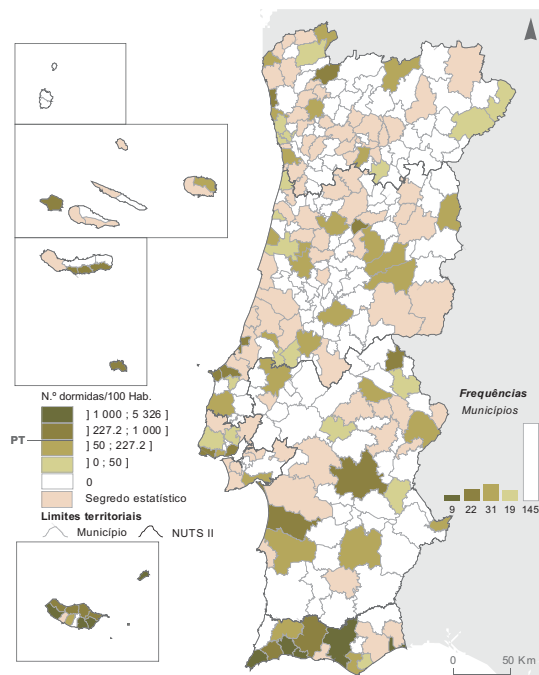 N.º dormidas/100 Hab.
] 1 000 ; 5 326 ]
] 227.2 ; 1 000 ]
PT
] 50 ; 227.2 ]
] 0 ; 50 ]
0
Segredo estatístico
Limites territoriais
Município NUTS II
Frequências
Municípios
9 22 31 19 145
0 50 Km